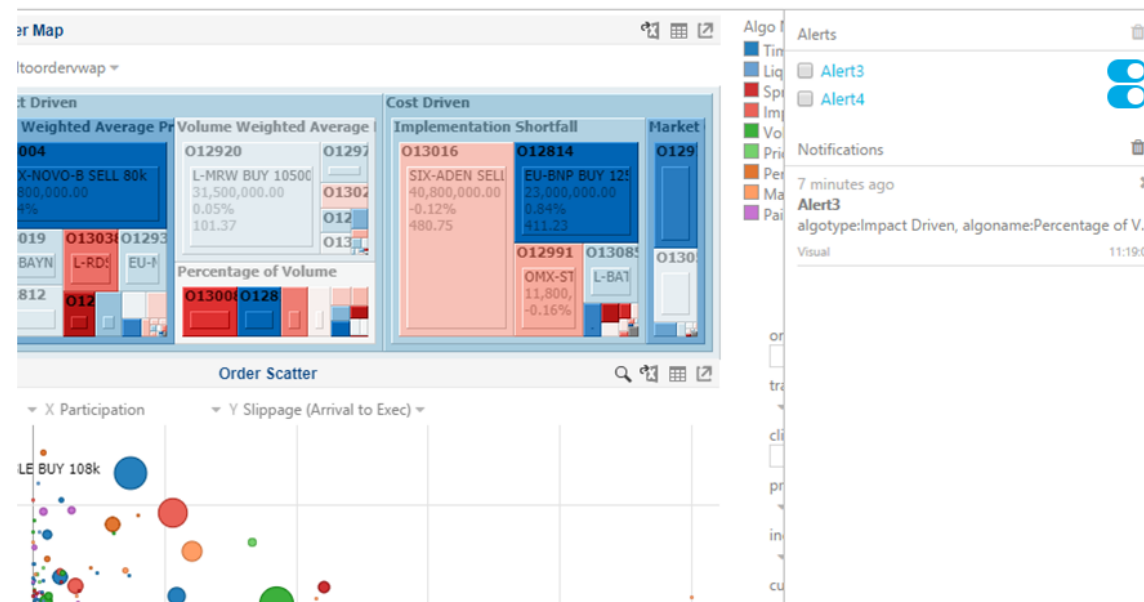 er Map
ltoordervwap
ct Driven
Weighted Average Pr
Volume Weighted Average
004
X-NOVO-B SELL 80k
800,000.00
4%
O12920
L-MRW BUY 10500
31,500,000.00
0.05%
101.37
O1297
O1302
O12
O13
019
BAYN
O13038
L-RDS
O1293
EU-N
812
O12
Percentage of Volume
O13008
O128
Cost Driven
Implementation Shortfall
Market
O13016
SIX-ADEN SELL
40,800,000.00
-0.12%
480.75
O12814
EU-BNP BUY 125
23,000,000.00
0.84%
411.23
O129
O12991
OMX-ST
11,800,
-0.16%
O13085
L-BAT
O130
Order Scatter
X Participation
Y Slippage (Arrival to Exec)
LE BUY 108k
Algo
Tim
Liq
Spr
Imp
Vo
Pri
Per
Ma
Pai
or
tra
cli
pr
in
cu
Alerts
Alert3
Alert4
Notifications
7 minutes ago
Alert3
algotype:Impact Driven, algoname:Percentage of V...
Visual
11:19:0